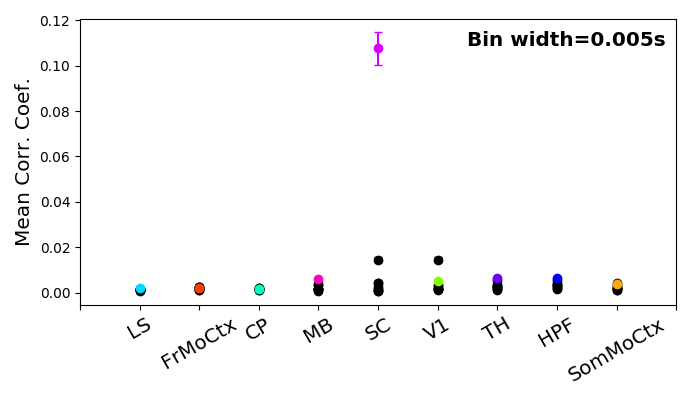 Bin width=0.005s
Mean Corr. Coef.
0.12
0.10
0.08
0.06
0.04
0.02
0.00
LS
FrMoCtx
CP
MB
SC
V1
TH
HPF
SomMoCtx